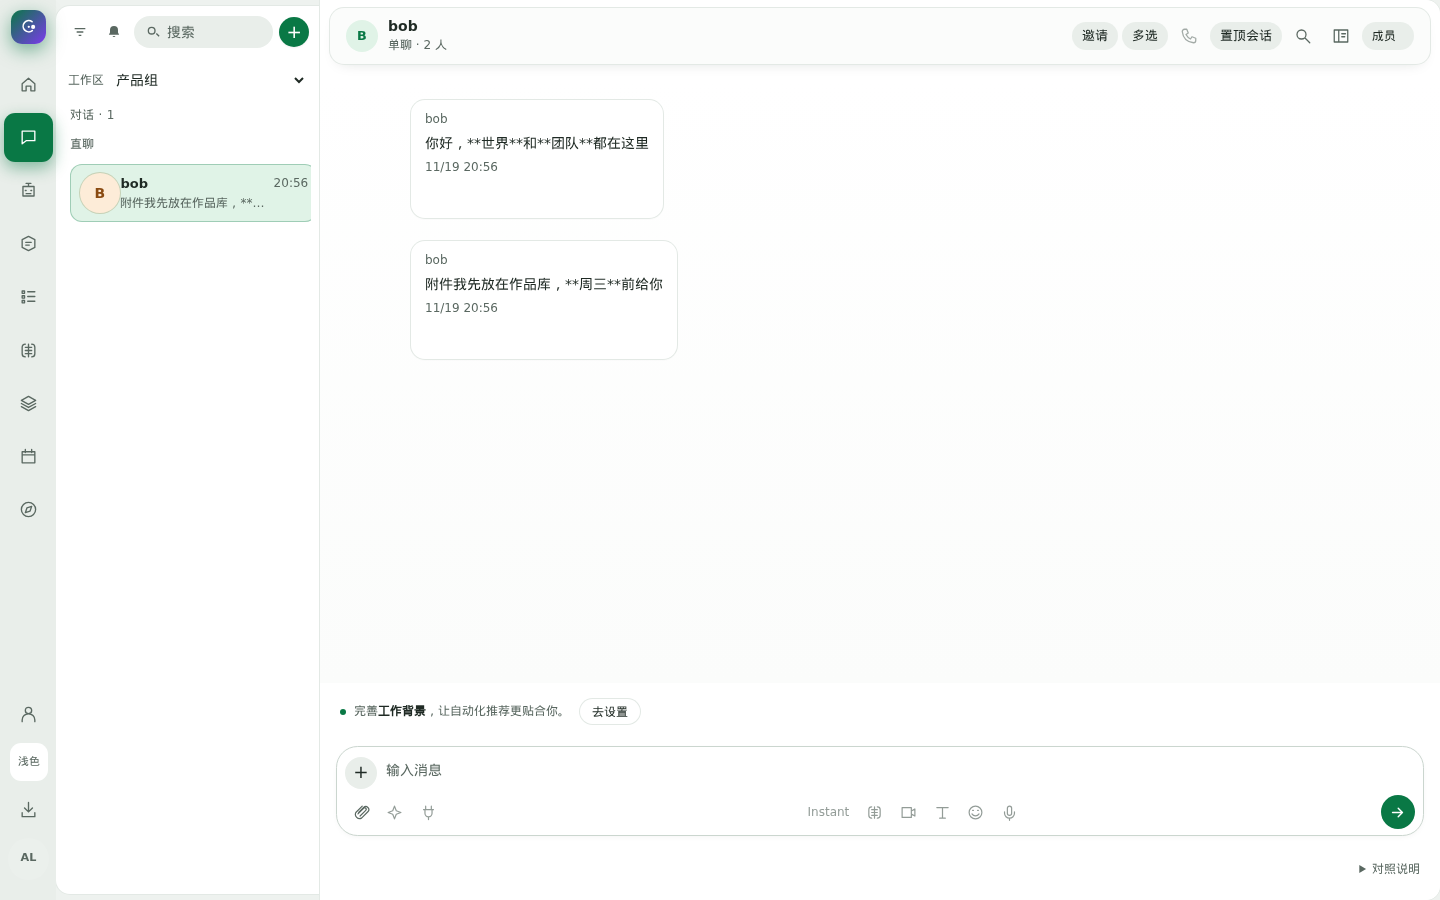 搜索
工作区 产品组
对话 · 1
直聊
B
bob
20:56
附件我先放在作品库，**...
浅色
AL
B
bob
单聊 · 2 人
邀请
多选
置顶会话
成员
bob
你好，**世界**和**团队**都在这里
11/19 20:56
bob
附件我先放在作品库，**周三**前给你
11/19 20:56
完善工作背景，让自动化推荐更贴合你。
去设置
输入消息
Instant
对照说明